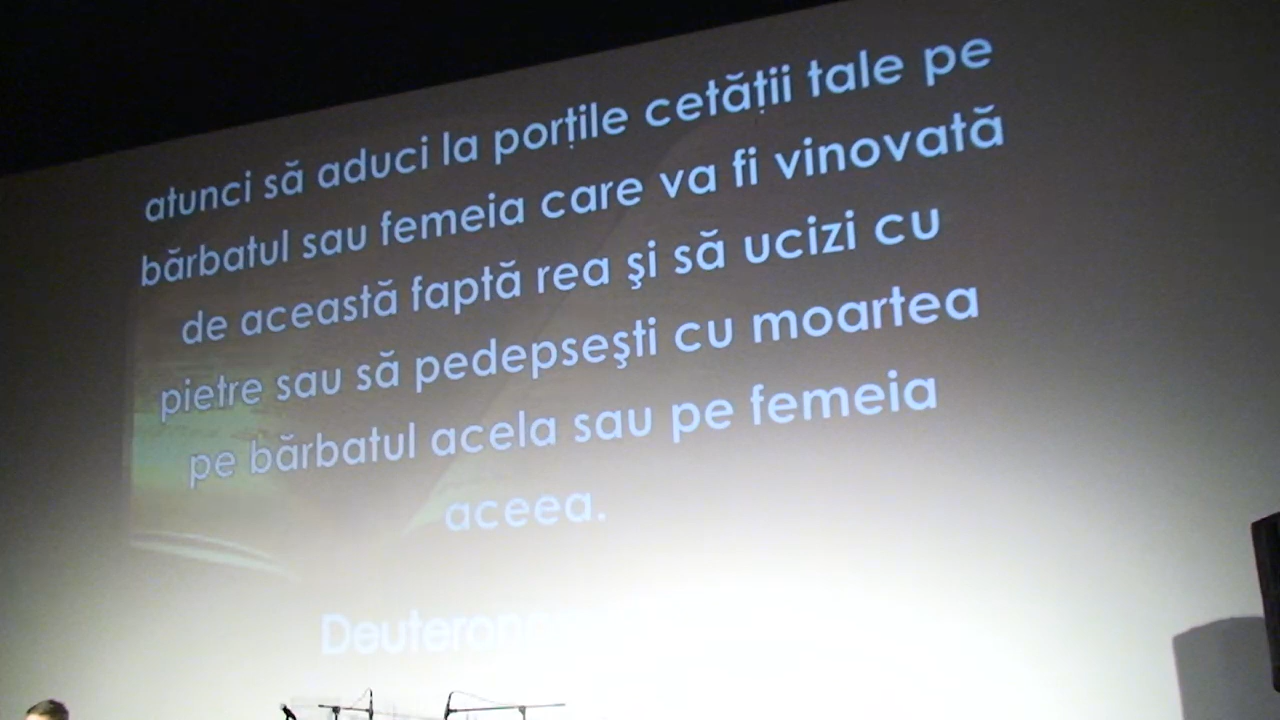 atunci să aduci la porțile cetății tale pe
bărbatul sau femeia care va fi vinovată
de această faptă rea şi să ucizi cu
pietre sau să pedepseşti cu moartea
pe bărbatul acela sau pe femeia
aceea.